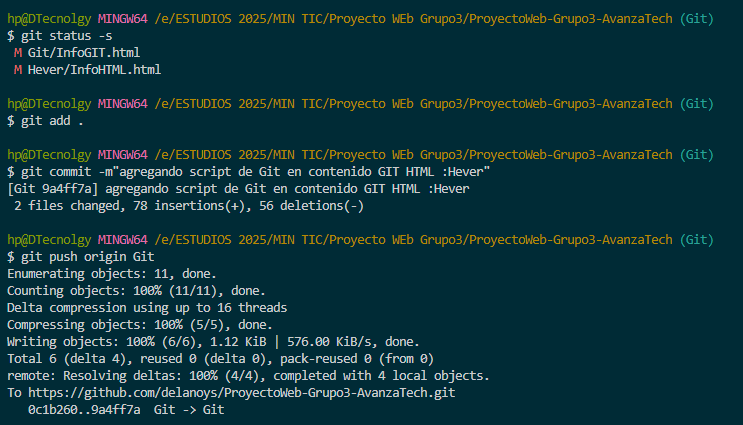 hp@DTecnolgy MINGW64 /e/ESTUDIOS 2025/MIN TIC/Proyecto WEb Grupo3/ProyectoWeb-Grupo3-AvanzaTech (Git)
$ git status -s
 M Git/InfoGIT.html
 M Hever/InfoHTML.html
hp@DTecnolgy MINGW64 /e/ESTUDIOS 2025/MIN TIC/Proyecto WEb Grupo3/ProyectoWeb-Grupo3-AvanzaTech (Git)
$ git add .
hp@DTecnolgy MINGW64 /e/ESTUDIOS 2025/MIN TIC/Proyecto WEb Grupo3/ProyectoWeb-Grupo3-AvanzaTech (Git)
$ git commit -m"agregando script de Git en contenido GIT HTML :Hever"
[Git 9a4ff7a] agregando script de Git en contenido GIT HTML :Hever
 2 files changed, 78 insertions(+), 56 deletions(-)
hp@DTecnolgy MINGW64 /e/ESTUDIOS 2025/MIN TIC/Proyecto WEb Grupo3/ProyectoWeb-Grupo3-AvanzaTech (Git)
$ git push origin Git
Enumerating objects: 11, done.
Counting objects: 100% (11/11), done.
Delta compression using up to 16 threads
Compressing objects: 100% (5/5), done.
Writing objects: 100% (6/6), 1.12 KiB | 576.00 KiB/s, done.
Total 6 (delta 4), reused 0 (delta 0), pack-reused 0 (from 0)
remote: Resolving deltas: 100% (4/4), completed with 4 local objects.
To https://github.com/delanoys/ProyectoWeb-Grupo3-AvanzaTech.git
   0c1b260..9a4ff7a  Git -> Git